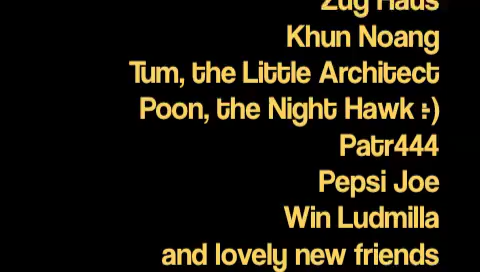 Zug Haus
Khun Noang
Tum, the Little Architect
Poon, the Night Hawk :-)
Patr444
Pepsi Joe
Win Ludmilla
and lovely new friends